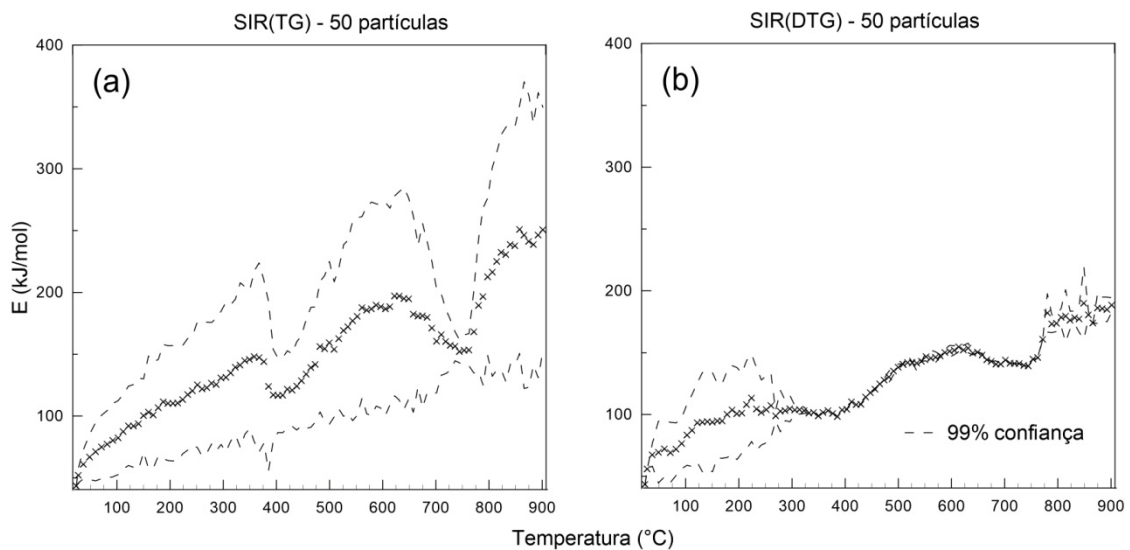 SIR(TG) - 50 partículas
SIR(DTG) - 50 partículas
(a)
(b)
400
300
200
100
E (kJ/mol)
400
300
200
100
99% confiança
100 200 300 400 500 600 700 800 900
100 200 300 400 500 600 700 800 900
Temperatura (°C)